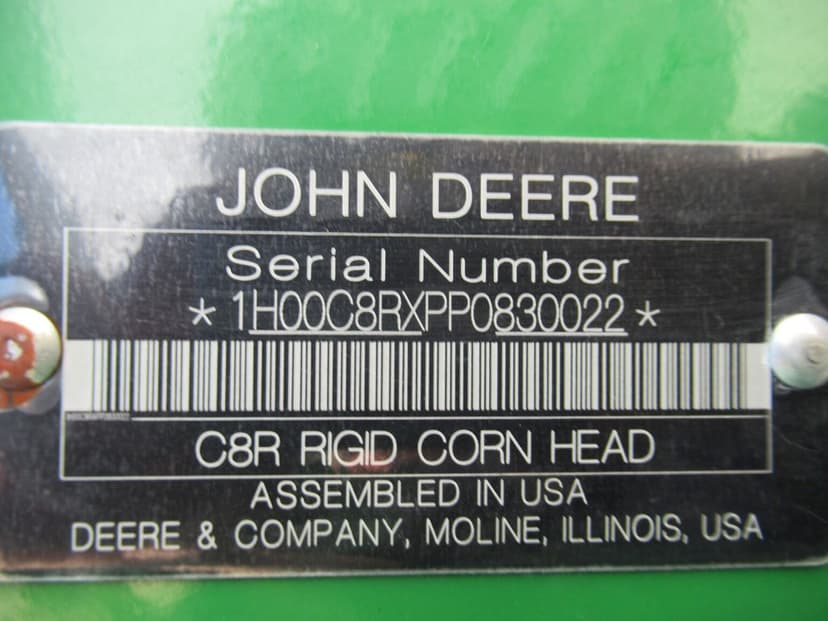 JOHN DEERE
Serial Number
* 1H00C8RXPP0830022 *
C8R RIGID CORN HEAD
ASSEMBLED IN USA
DEERE & COMPANY, MOLINE, ILLINOIS, USA